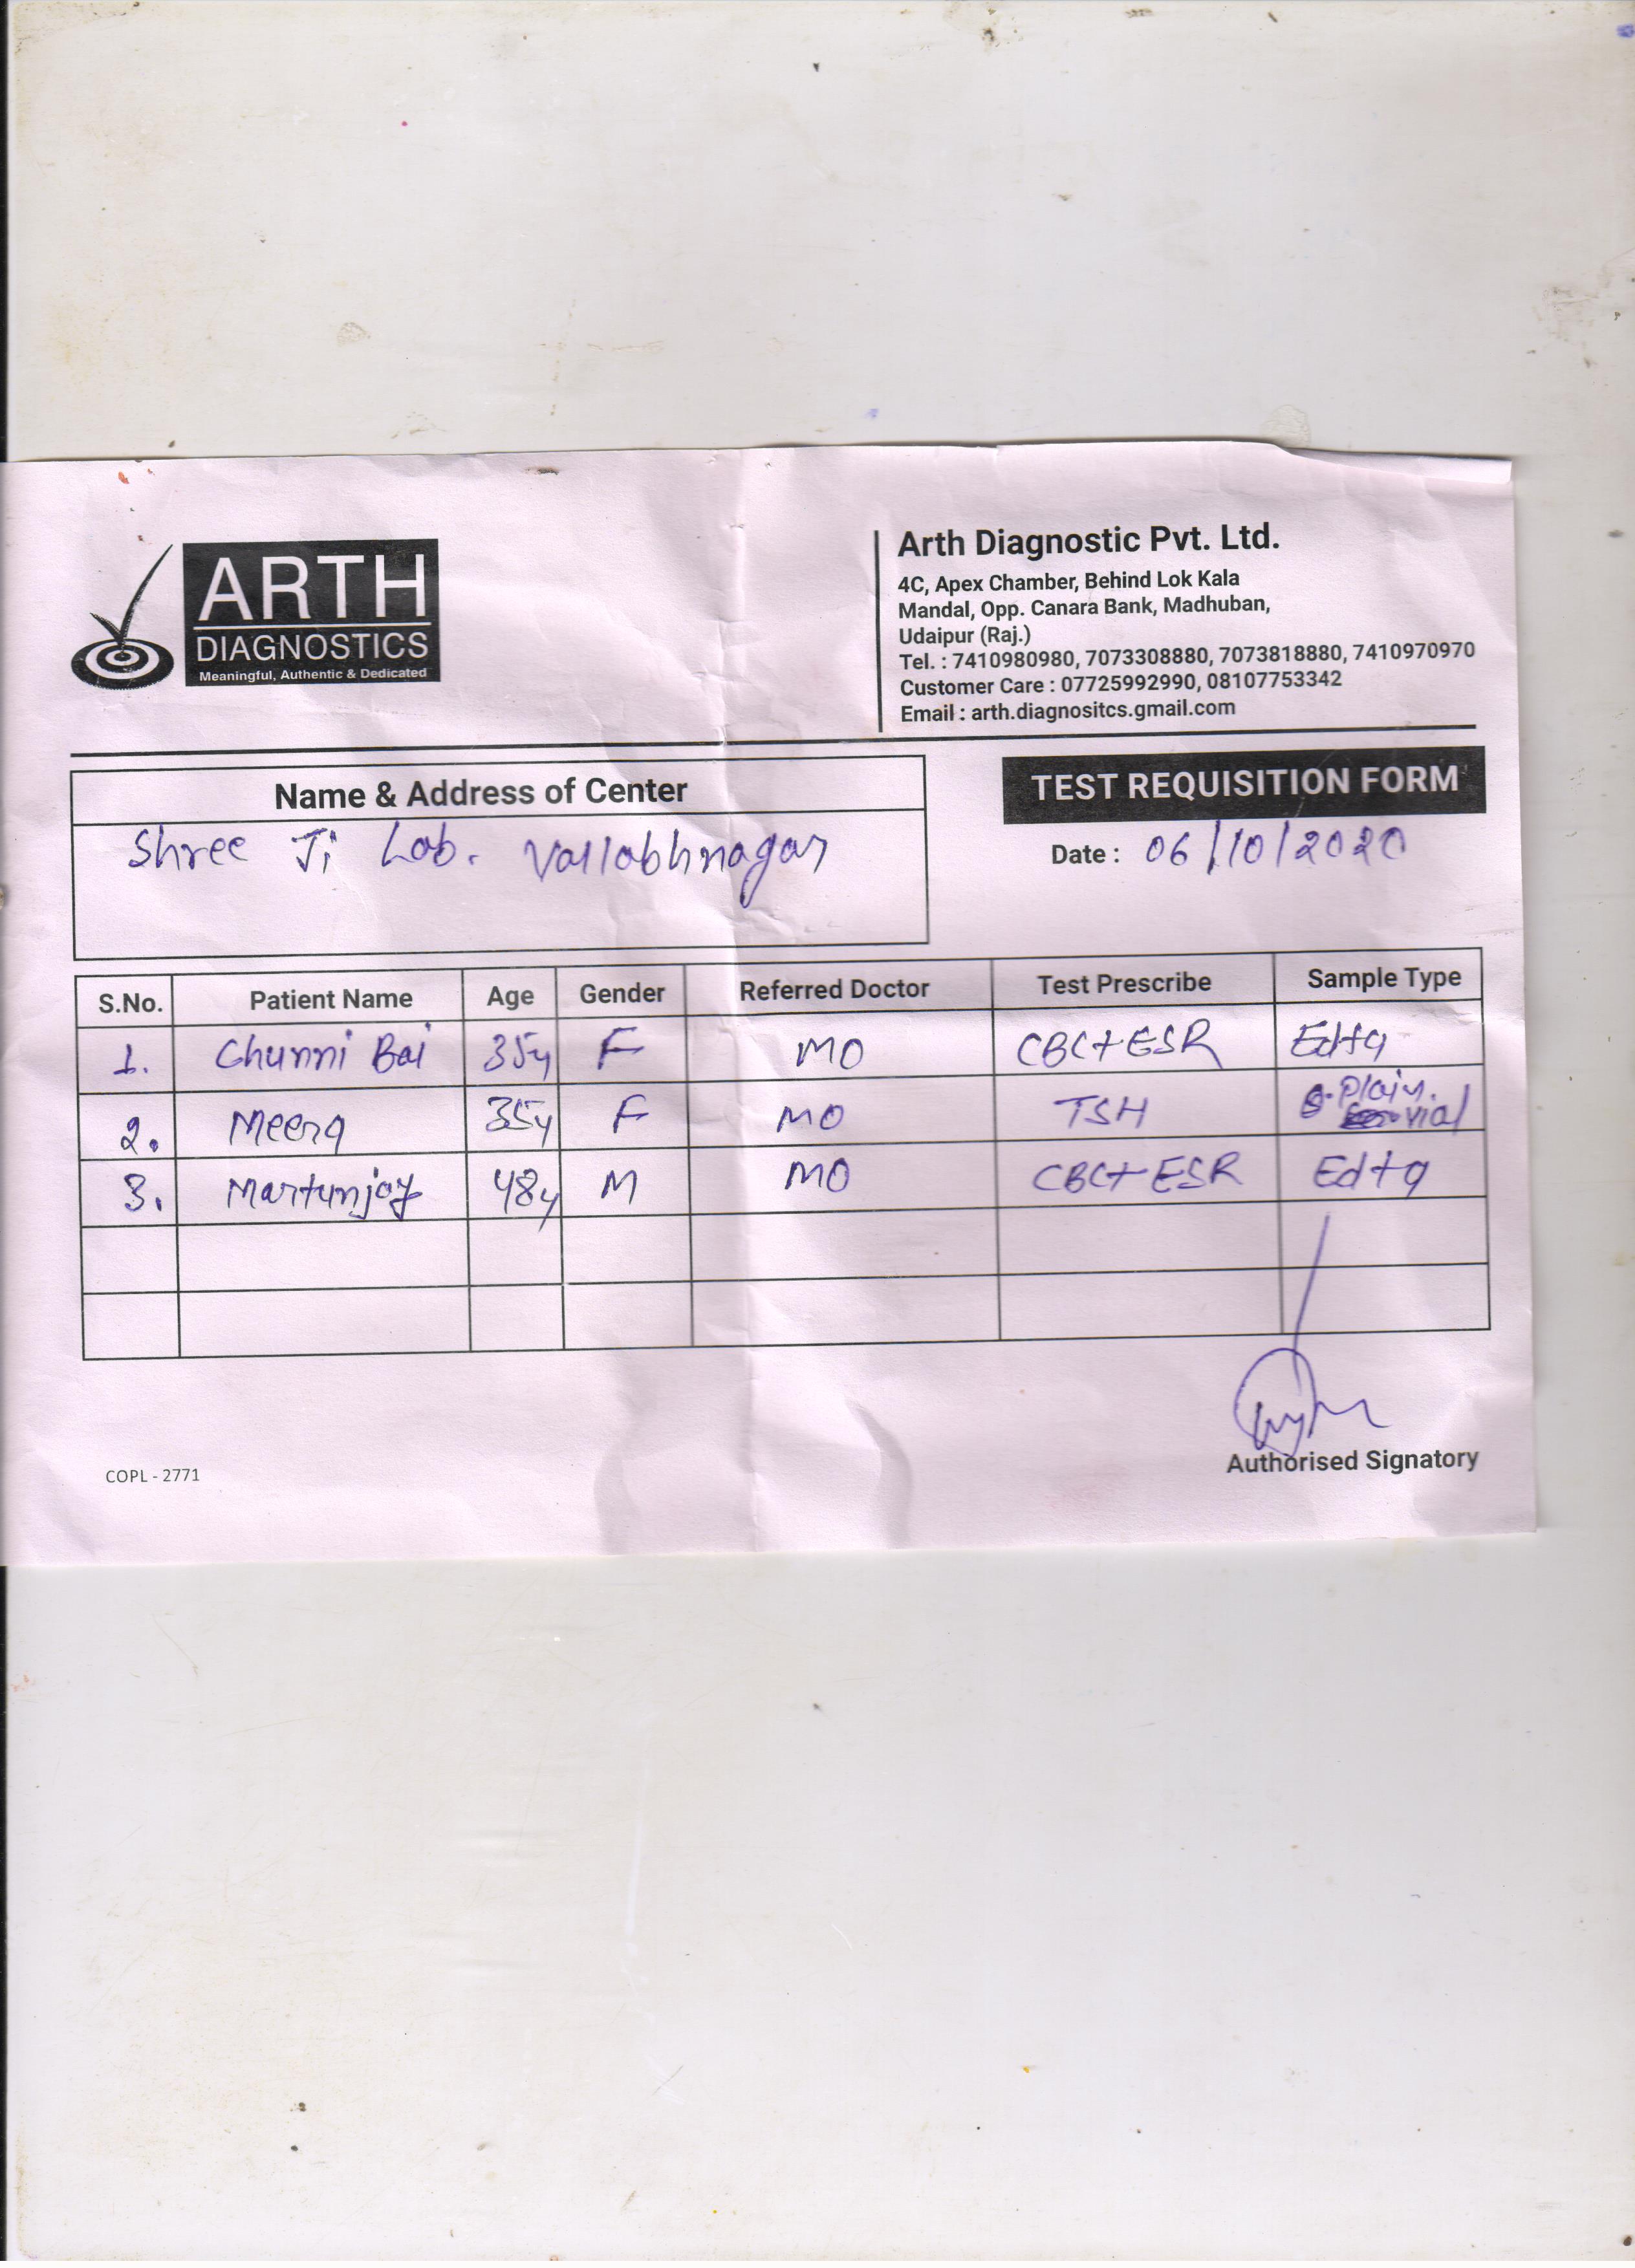 ARTH
DIAGNOSTICS
Meaningful, Authentic & Dedicated
Arth Diagnostic Pvt. Ltd.
4C, Apex Chamber, Behind Lok Kala
Mandal, Opp. Canara Bank, Madhuban,
Udaipur (Raj.)
Tel. : 7410980980, 7073308880, 7073818880, 7410970970
Customer Care : 07725992990, 08107753342
Email : arth.diagnositcs.gmail.com
Name & Address of Center
Shree Ji Lab. Vallabhnagar
TEST REQUISITION FORM
Date : 06/10/2020
S.No. Patient Name Age Gender Referred Doctor Test Prescribe Sample Type
1. Chunni Bai 35y F MO CBC+ESR Edta
2. Meera 35y F MO TSH Plain. vial
3. Martunjay 48y M MO CBC+ESR Edta
Authorised Signatory
COPL - 2771